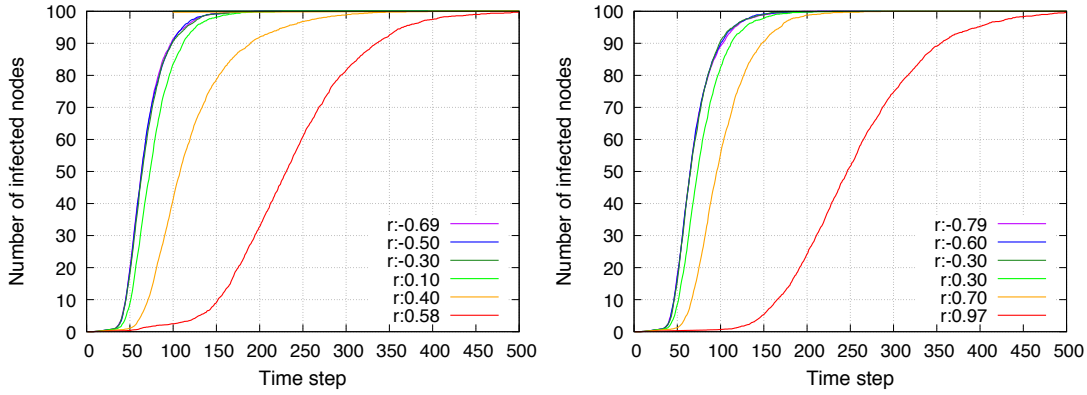 Number of infected nodes
100
90
80
70
60
50
40
30
20
10
0
0 50 100 150 200 250 300 350 400 450 500
Time step
r:-0.69
r:-0.50
r:-0.30
r:0.10
r:0.40
r:0.58
Number of infected nodes
100
90
80
70
60
50
40
30
20
10
0
0 50 100 150 200 250 300 350 400 450 500
Time step
r:-0.79
r:-0.60
r:-0.30
r:0.30
r:0.70
r:0.97